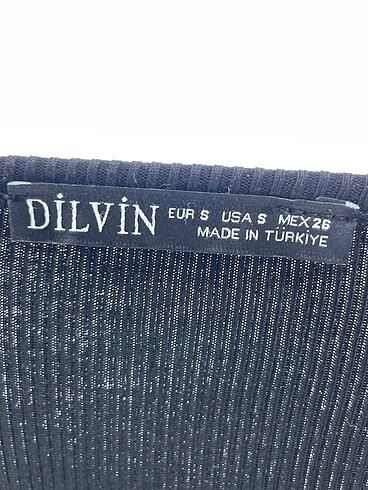 DİLVİN
EUR S USA S MEX 26
MADE IN TÜRKİYE